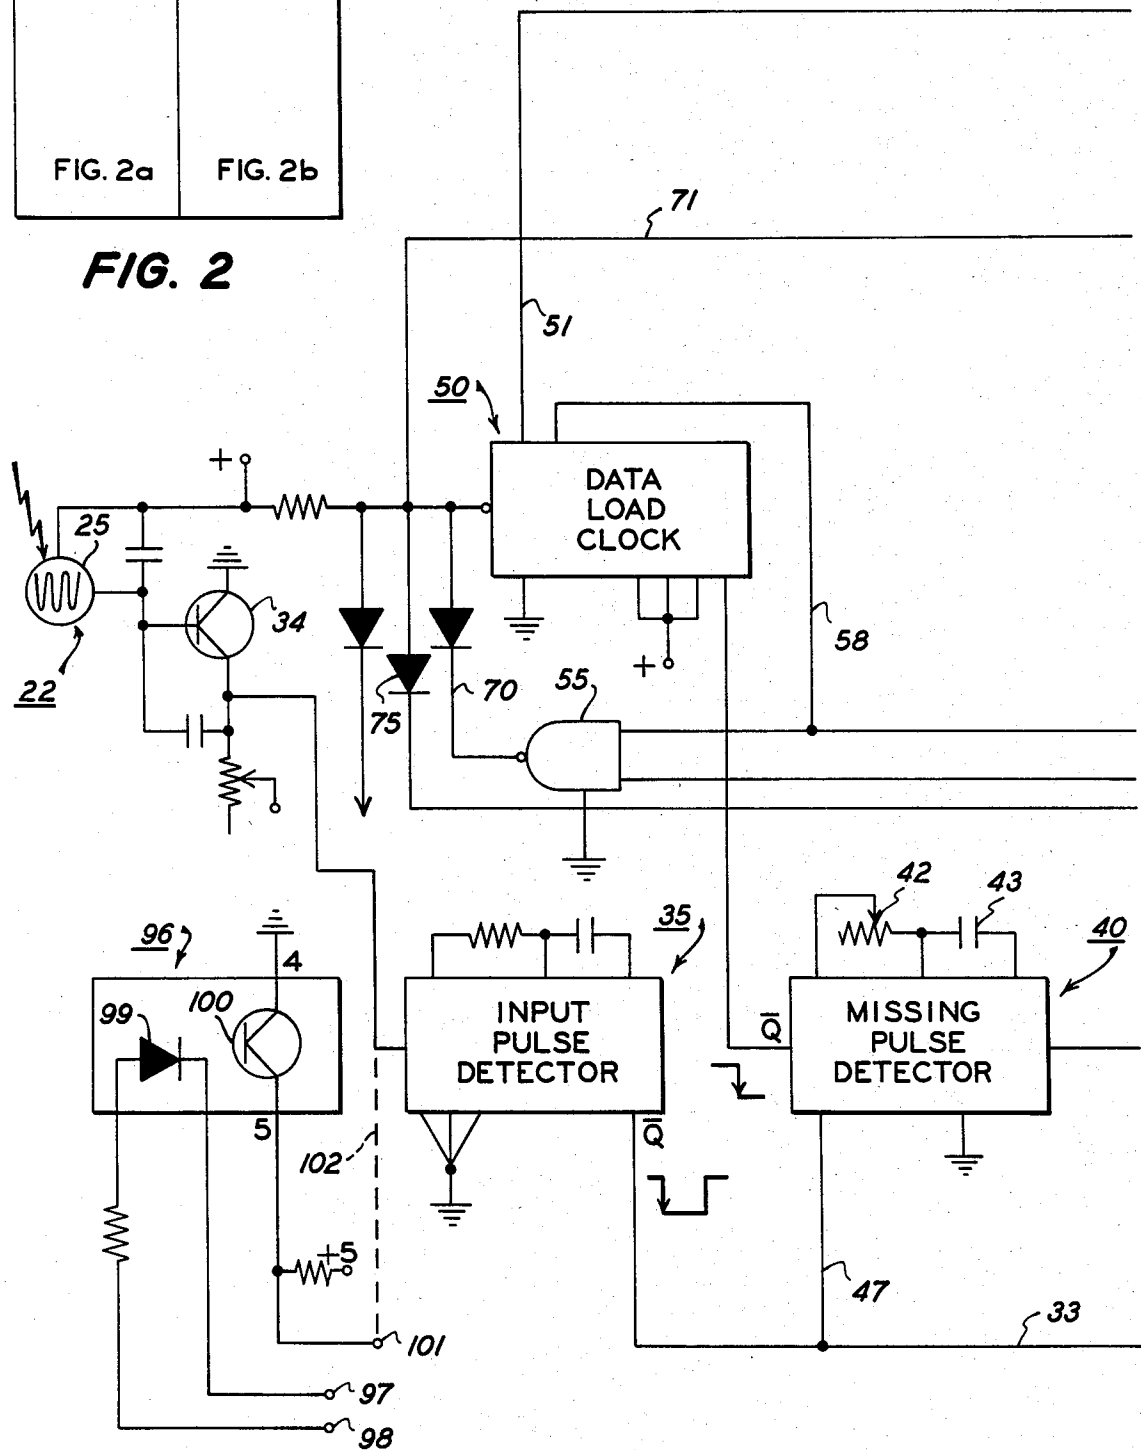 FIG. 2a
FIG. 2b
FIG. 2
71
51
50
DATA
LOAD
CLOCK
+
25
34
22
75
70
55
58
+
42
43
35
40
96
4
99
100
5
INPUT
PULSE
DETECTOR
Q̅
MISSING
PULSE
DETECTOR
Q̅
102
+5
47
33
101
97
98